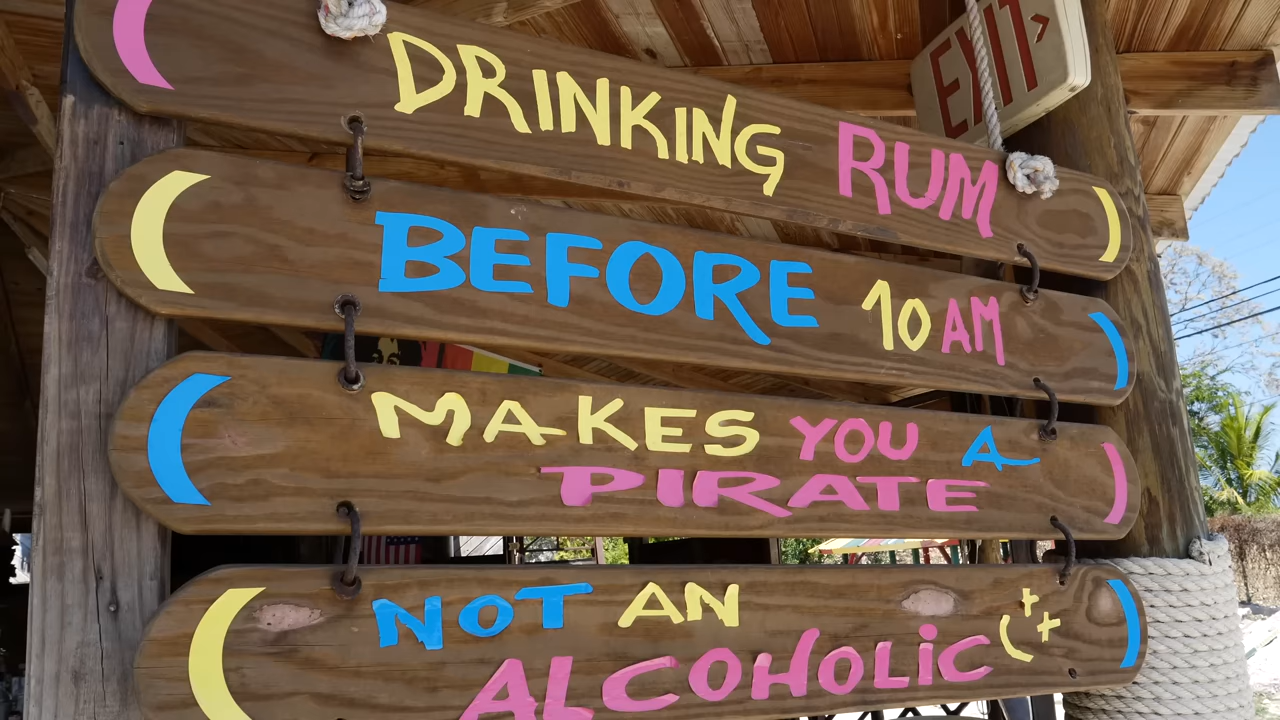 EXIT
DRINKING RUM
BEFORE 10 AM
MAKES YOU A
PIRATE
NOT AN
ALCOHOLiC